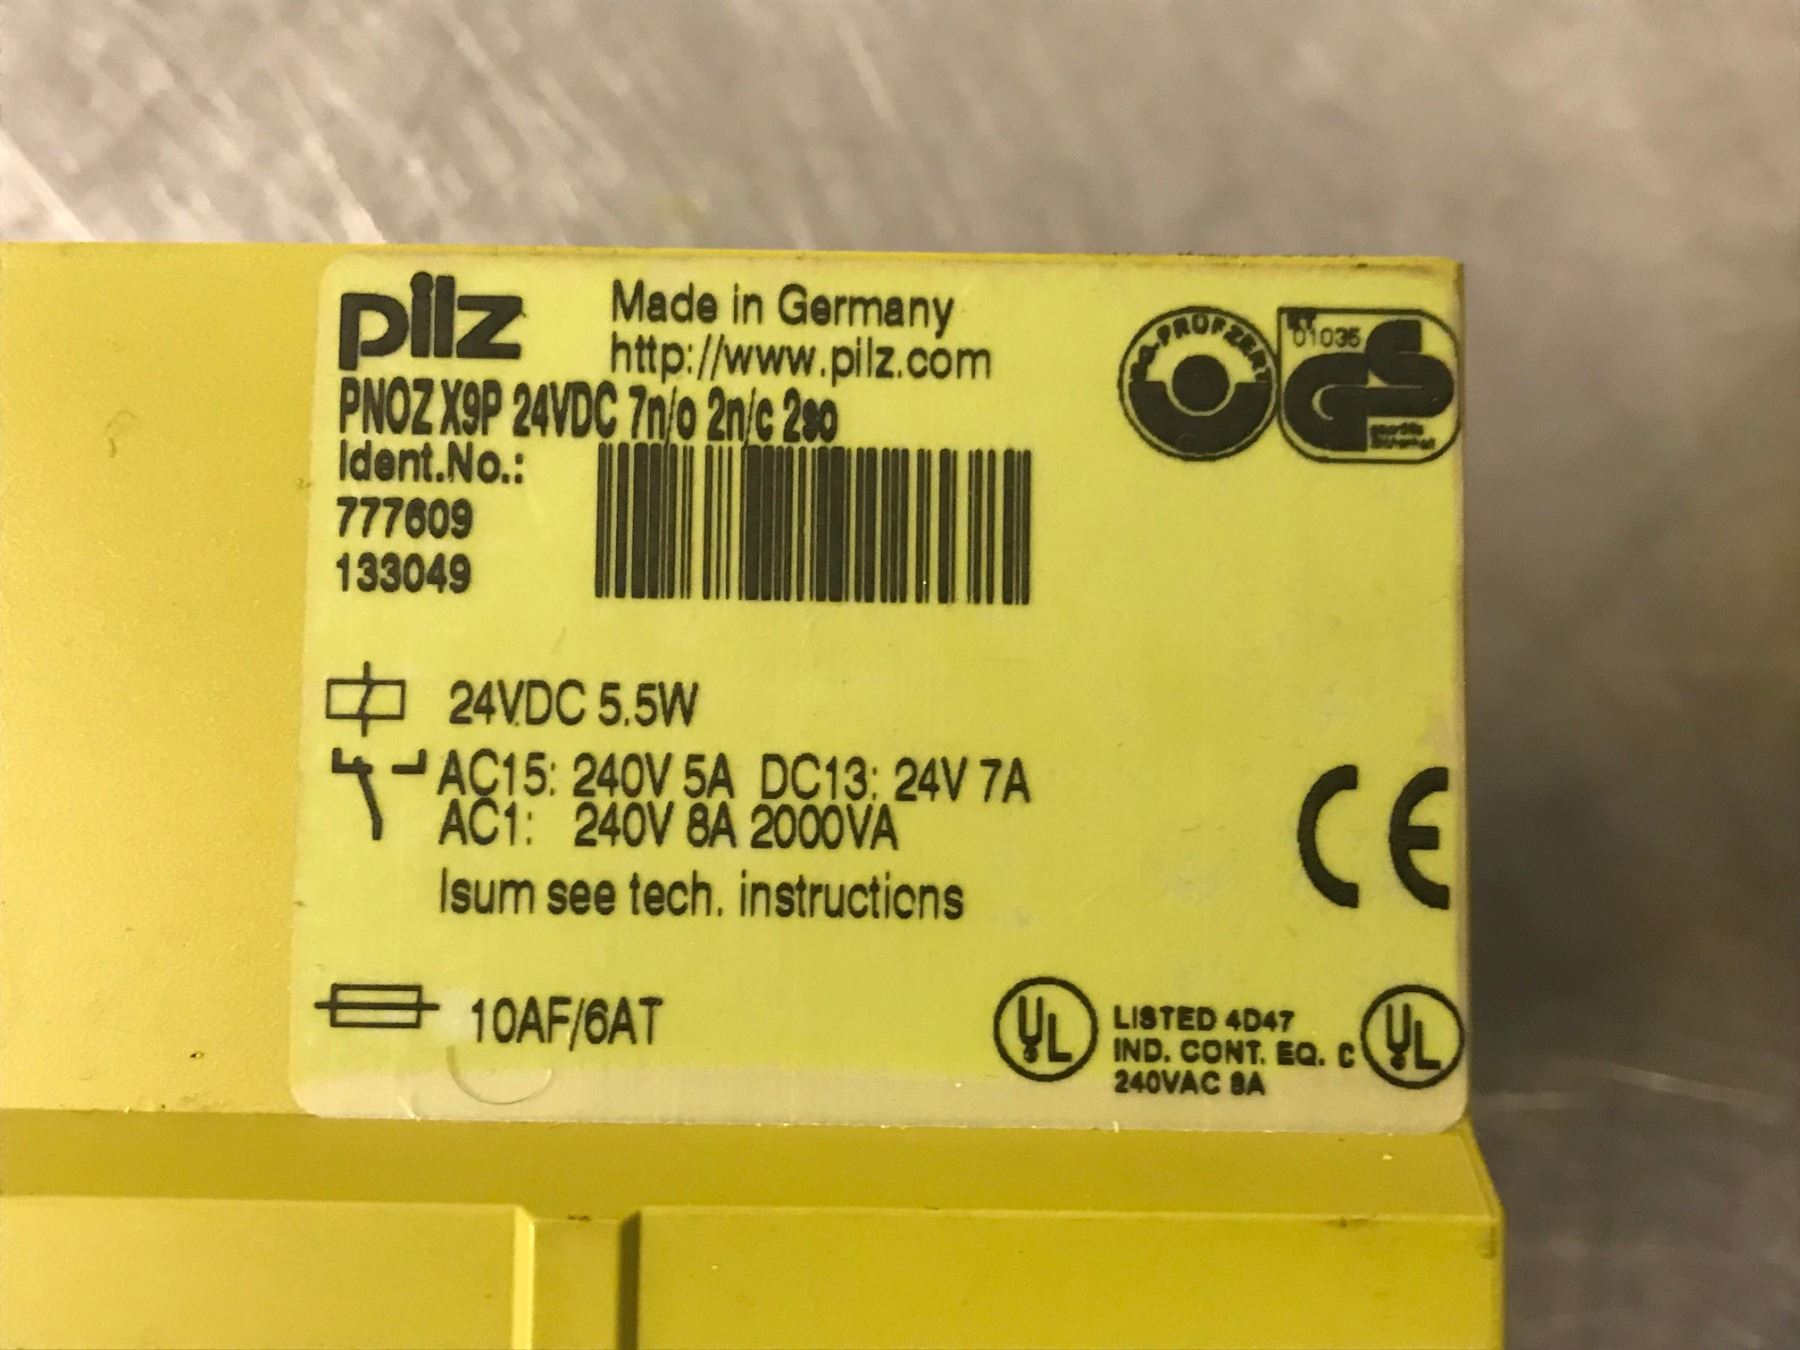 pilz
Made in Germany
http://www.pilz.com
PNOZ X9P 24VDC 7n/o 2n/c 2so
Ident.No.:
777609
133049
01035
GS
24VDC 5.5W
AC15: 240V 5A DC13: 24V 7A
AC1: 240V 8A 2000VA
Isum see tech. instructions
CE
10AF/6AT
UL
LISTED 4D47
IND. CONT. EQ.
240VAC 8A
C UL